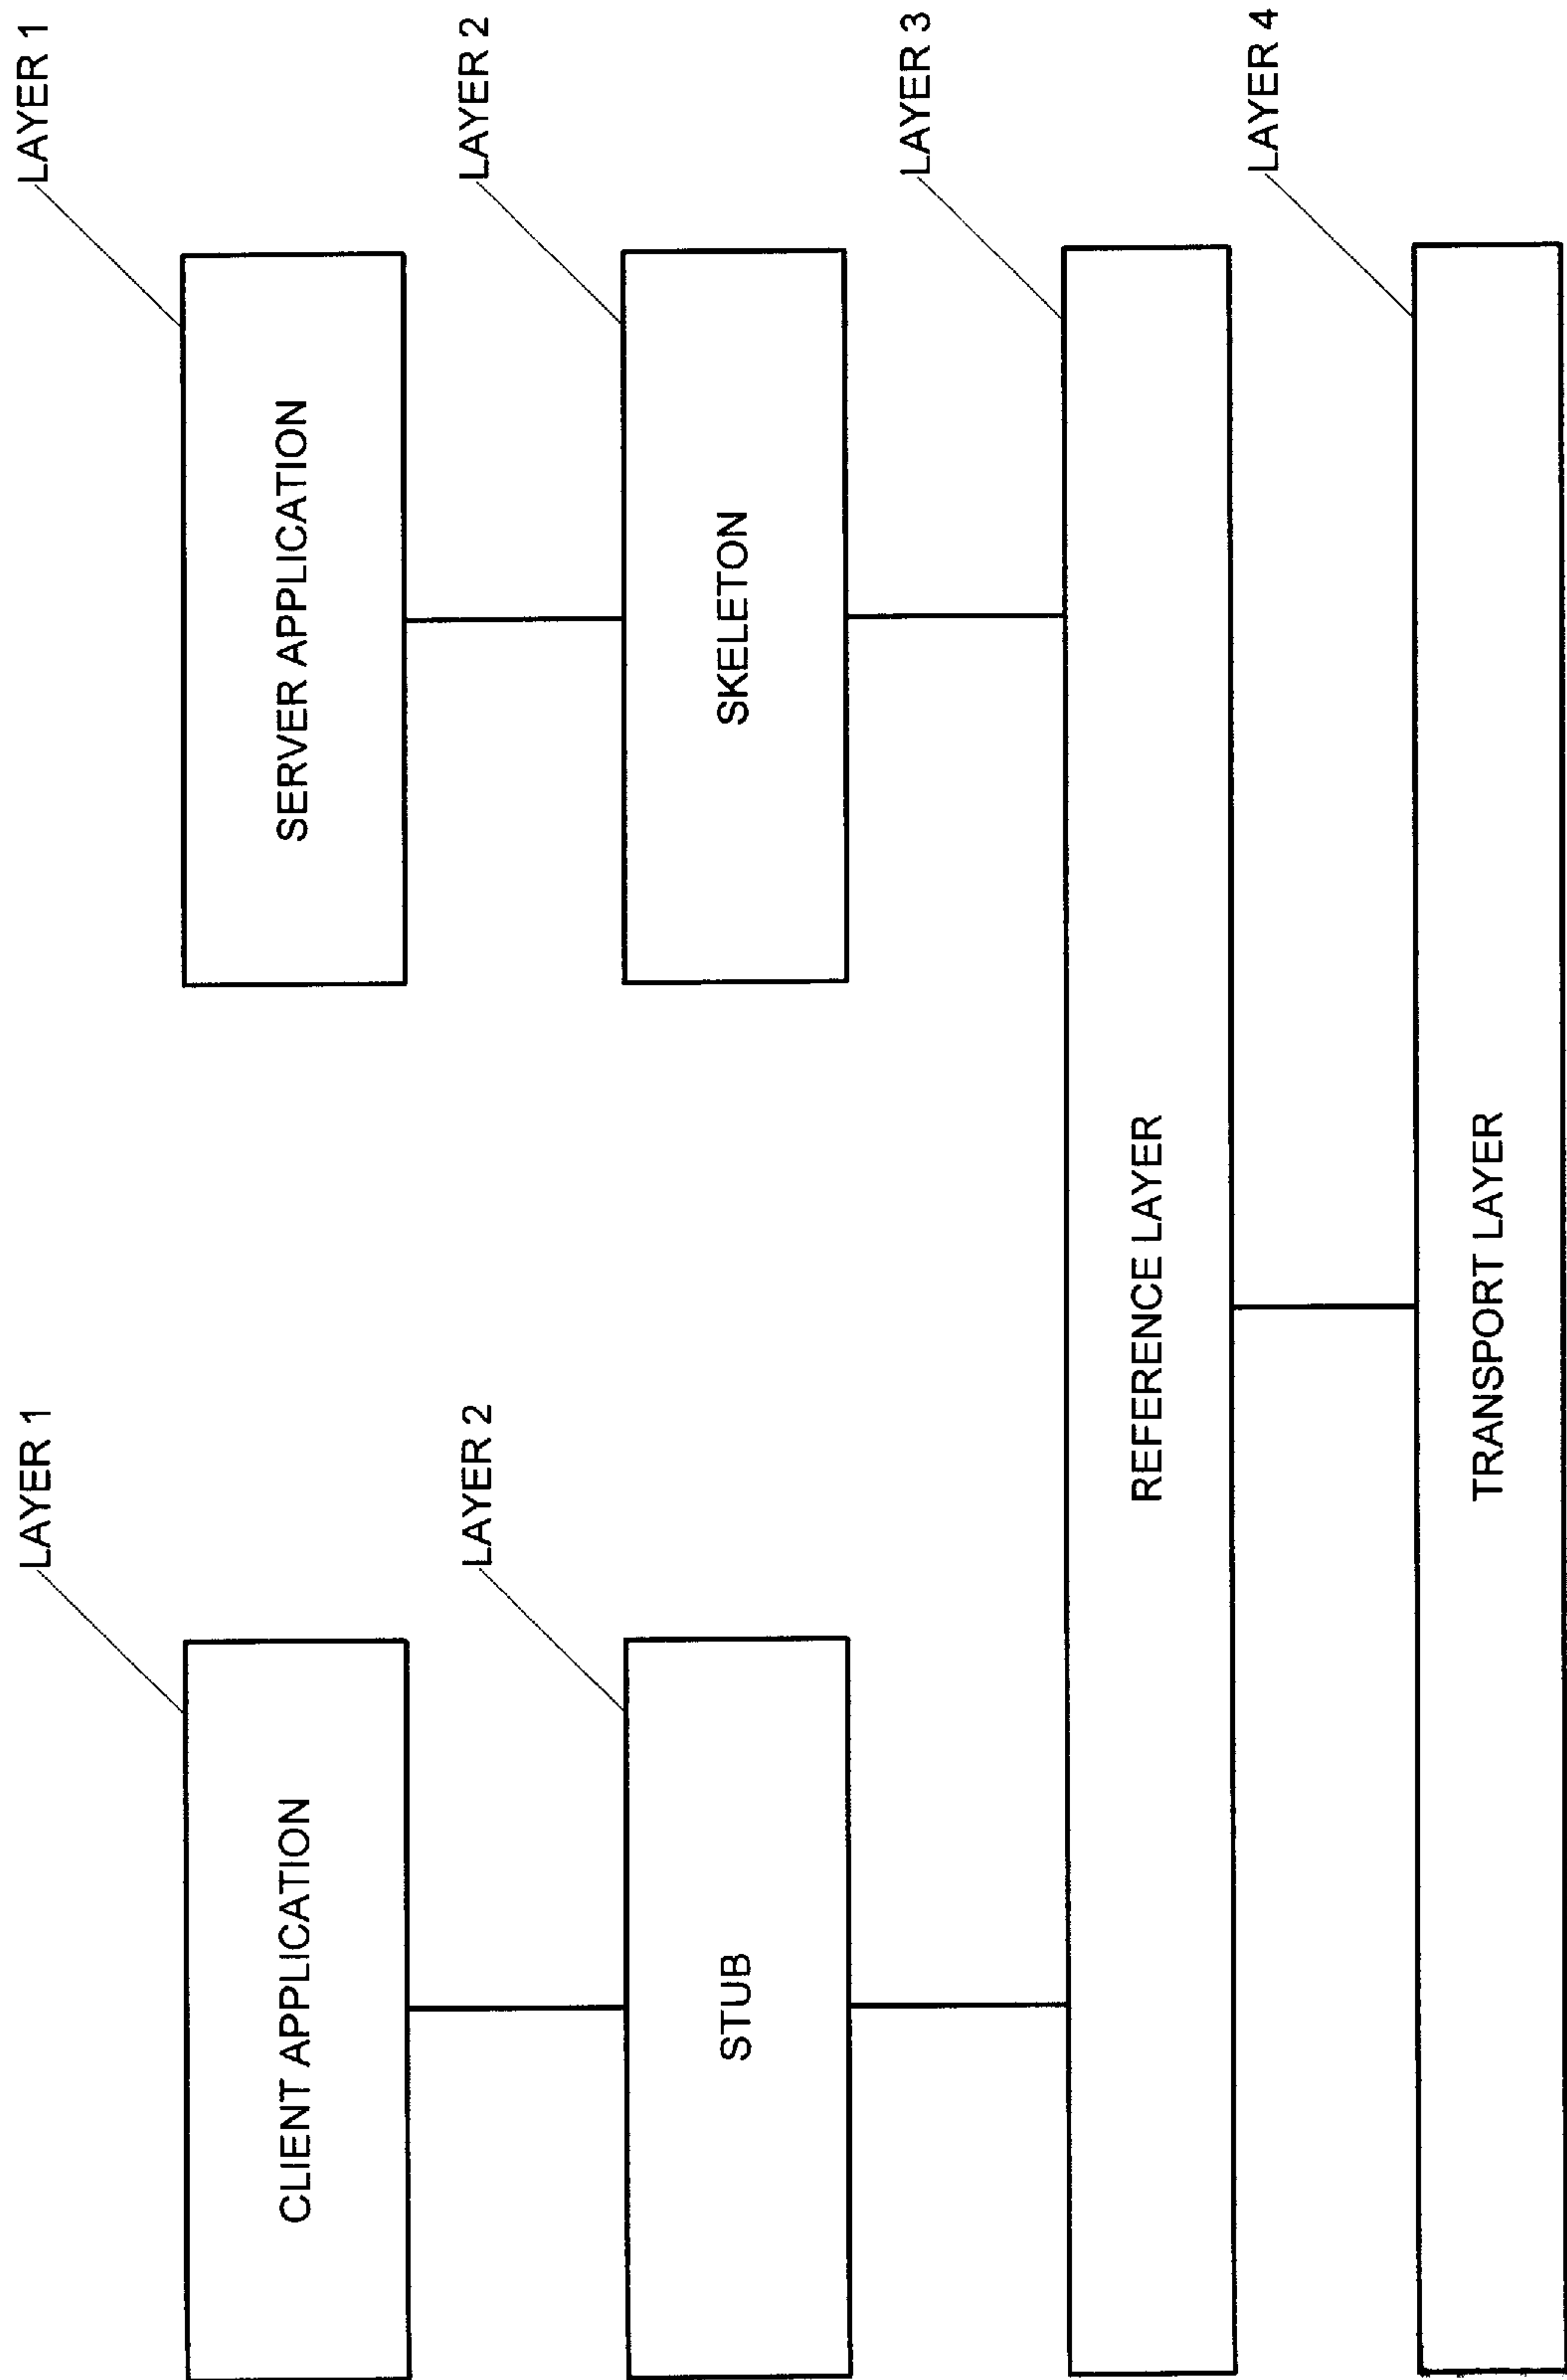 LAYER 1
LAYER 1
CLIENT APPLICATION
SERVER APPLICATION
LAYER 2
LAYER 2
STUB
SKELETON
LAYER 3
REFERENCE LAYER
LAYER 4
TRANSPORT LAYER